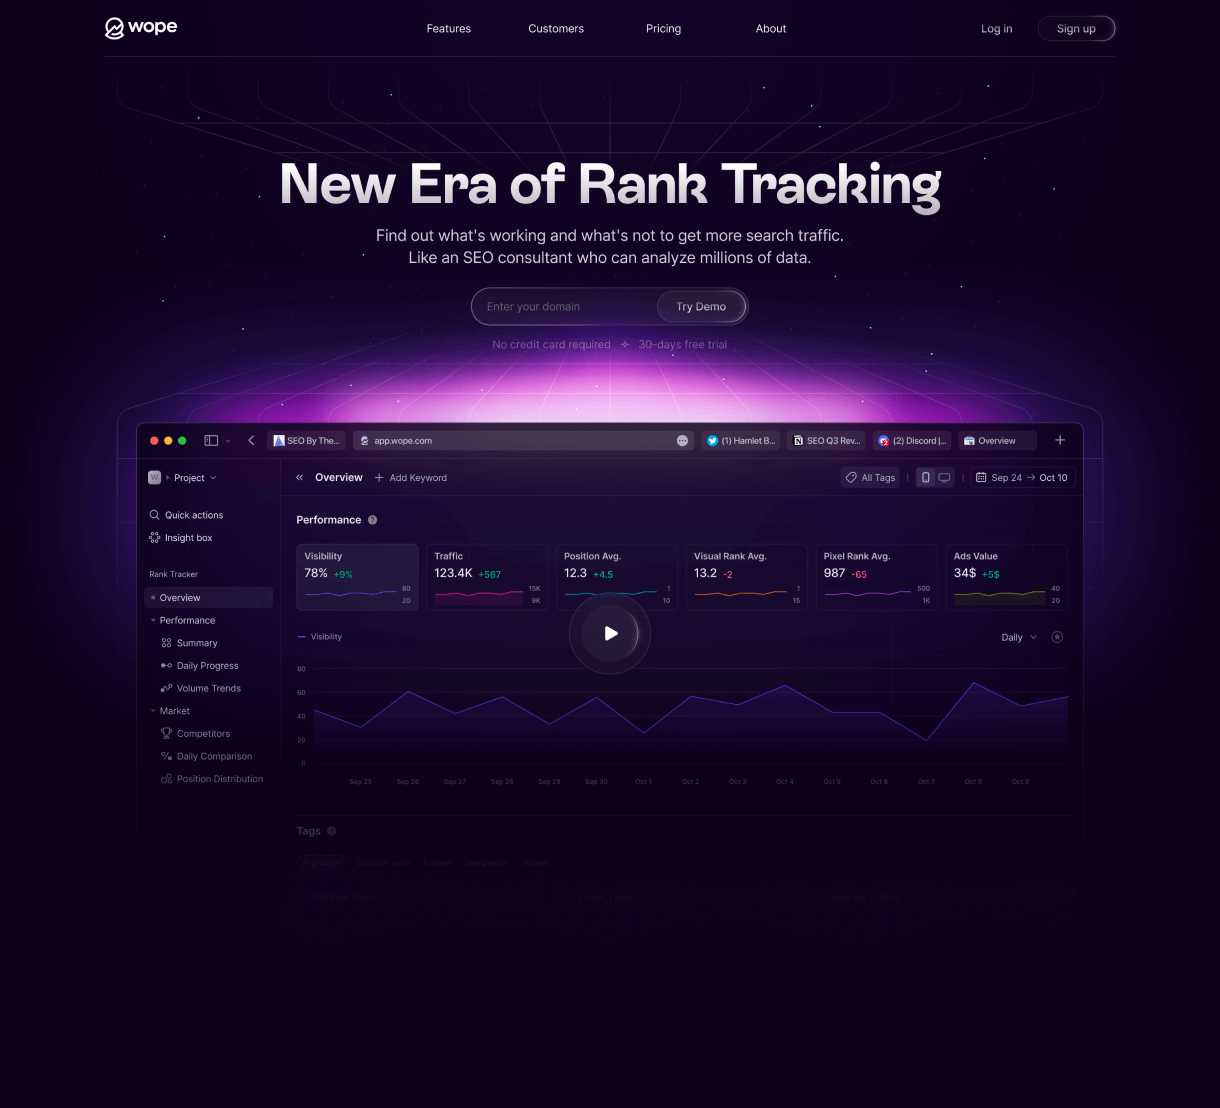 wope
Features
Customers
Pricing
About
Log in
Sign up
New Era of Rank Tracking
Find out what's working and what's not to get more search traffic.
Like an SEO consultant who can analyze millions of data.
Enter your domain
Try Demo
No credit card required
30-days free trial
SEO By The...
app.wope.com
(1) Hamlet B...
SEO Q3 Rev...
(2) Discord |...
Overview
W
Project
Overview
Add Keyword
All Tags
Sep 24 → Oct 10
Quick actions
Insight box
Rank Tracker
Overview
Performance
Summary
Daily Progress
Volume Trends
Market
Competitors
Daily Comparison
Position Distribution
Performance
Visibility
78% +9%
80
20
Traffic
123.4K +567
15K
9K
Position Avg.
12.3 +4.5
1
10
Visual Rank Avg.
13.2 -2
1
15
Pixel Rank Avg.
987 -65
500
1K
Ads Value
34$ +5$
40
20
Visibility
Daily
80
60
40
20
0
Sep 25
Sep 26
Sep 27
Sep 28
Sep 29
Sep 30
Oct 1
Oct 2
Oct 3
Oct 4
Oct 5
Oct 6
Oct 7
Oct 8
Oct 9
Tags